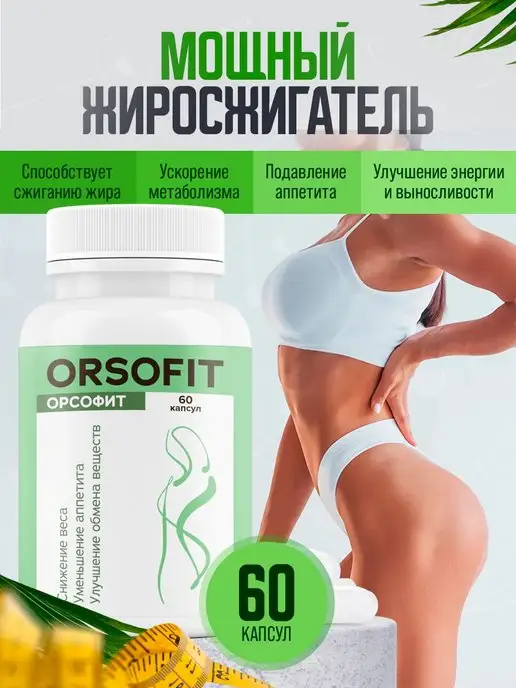 МОЩНЫЙ
ЖИРОСЖИГАТЕЛЬ
Способствует
сжиганию жира
Ускорение
метаболизма
Подавление
аппетита
Улучшение энергии
и выносливости
ORSOFIT
ОРСОФИТ
60
капсул
Снижение веса
Уменьшение аппетита
Улучшение обмена веществ
60
КАПСУЛ